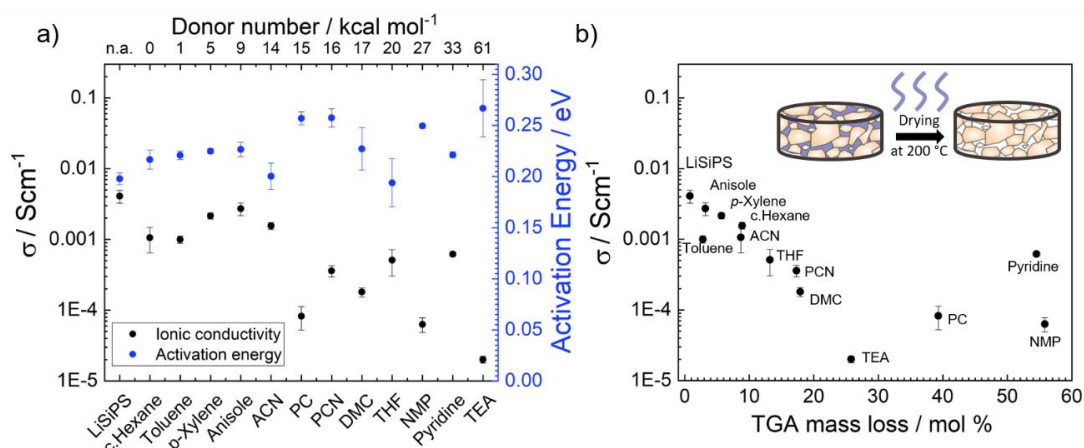 a)
Donor number / kcal mol⁻¹
n.a. 0 1 5 9 14 15 16 17 20 27 33 61
σ / Scm⁻¹
0.1
0.01
0.001
1E-4
1E-5
Ionic conductivity
Activation energy
0.30
0.25
0.20
0.15
0.10
0.05
0.00
Activation Energy / eV
LiSiPS
c.Hexane
Toluene
p-Xylene
Anisole
ACN
PC
PCN
DMC
THF
NMP
Pyridine
TEA
b)
σ / Scm⁻¹
0.1
0.01
0.001
1E-4
1E-5
Drying
at 200 °C
LiSiPS
Anisole
p-Xylene
c.Hexane
Toluene
ACN
THF
PCN
DMC
Pyridine
PC
NMP
TEA
0 10 20 30 40 50 60
TGA mass loss / mol %